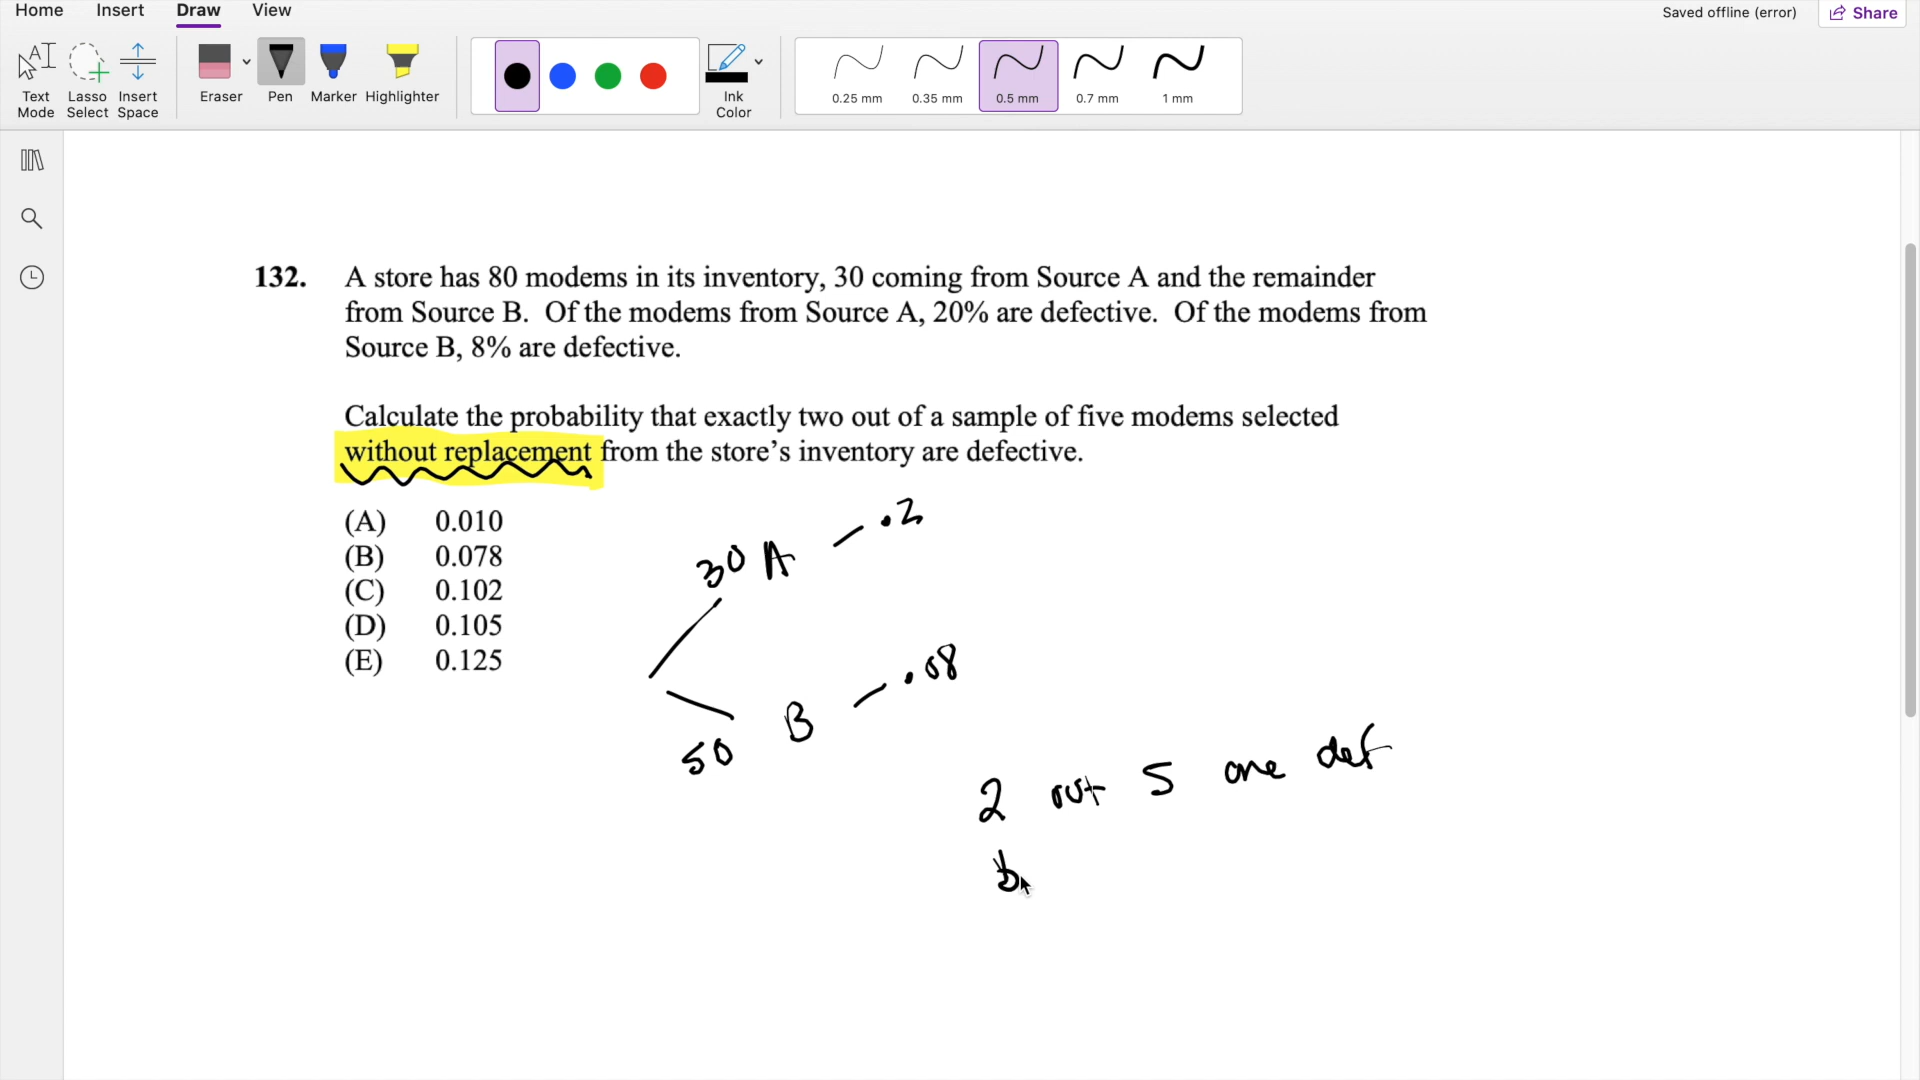 Home Insert Draw View
Saved offline (error) Share
Text Mode Lasso Select Insert Space Eraser Pen Marker Highlighter Ink Color 0.25 mm 0.35 mm 0.5 mm 0.7 mm 1 mm
132. A store has 80 modems in its inventory, 30 coming from Source A and the remainder
from Source B. Of the modems from Source A, 20% are defective. Of the modems from
Source B, 8% are defective.
Calculate the probability that exactly two out of a sample of five modems selected
without replacement from the store's inventory are defective.
(A) 0.010
(B) 0.078
(C) 0.102
(D) 0.105
(E) 0.125
30 A .2
50 B .08
2 out 5 one def
b